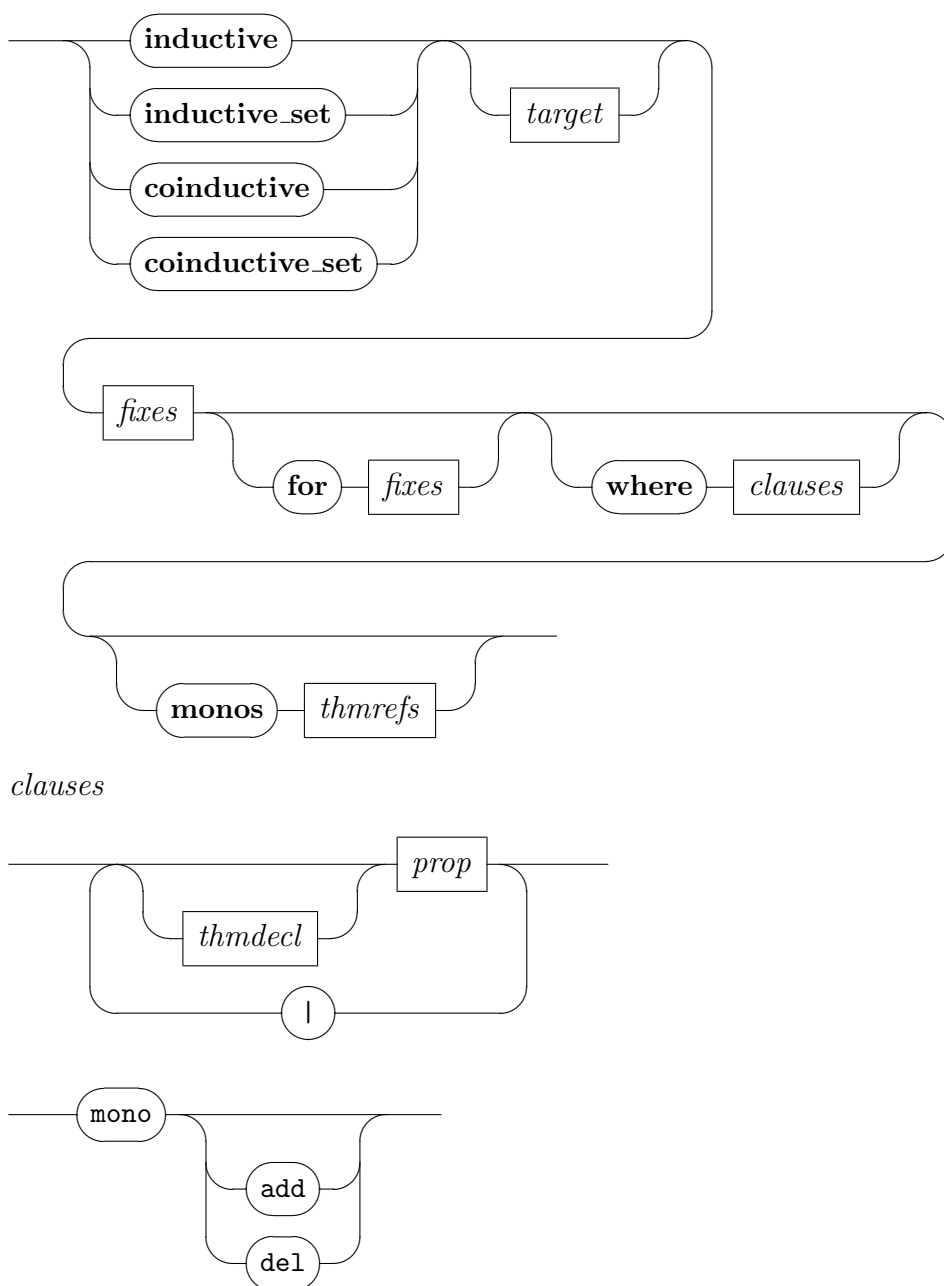 inductive
inductive_set target
coinductive
coinductive_set
fixes
for fixes where clauses
monos thmrefs
clauses
prop
thmdecl
|
mono
add
del